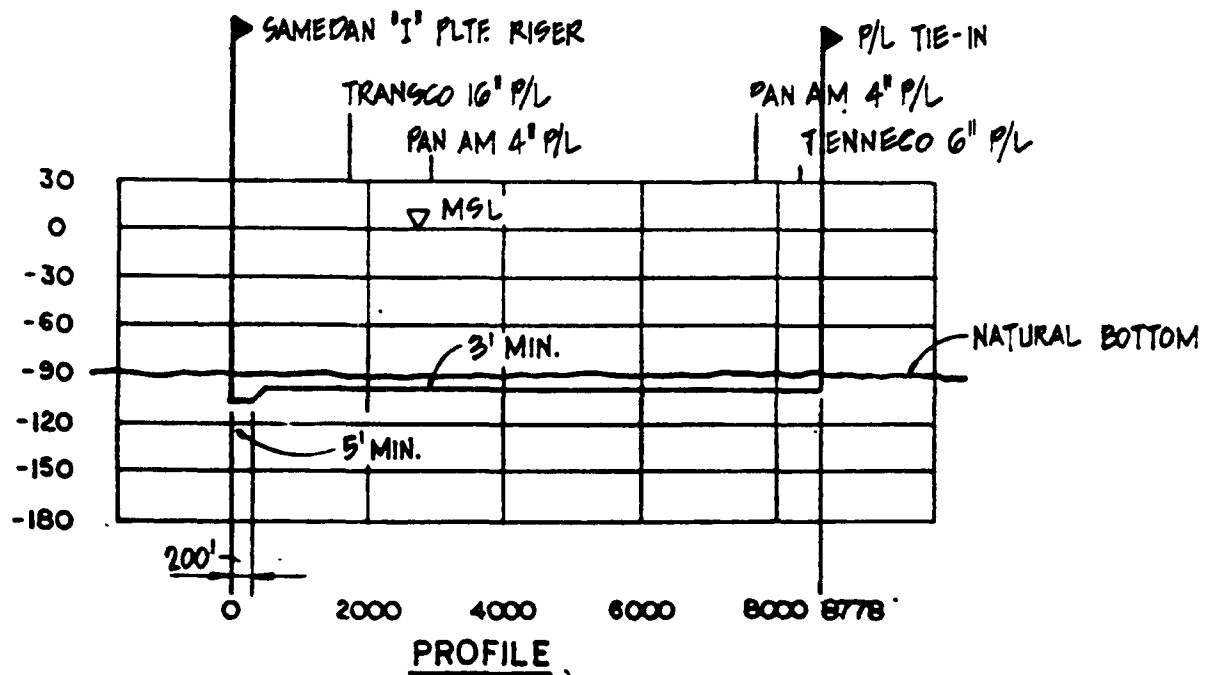 SAMEDAN "I" PLTF. RISER
P/L TIE-IN
TRANSCO 16" P/L
PAN AM 4" P/L
PAN AM. 4" P/L
TENNECO 6" P/L
30
MSL
0
-30
-60
3' MIN.
NATURAL BOTTOM
-90
-120
5' MIN.
-150
-180
200'
0 2000 4000 6000 8000 8778
PROFILE